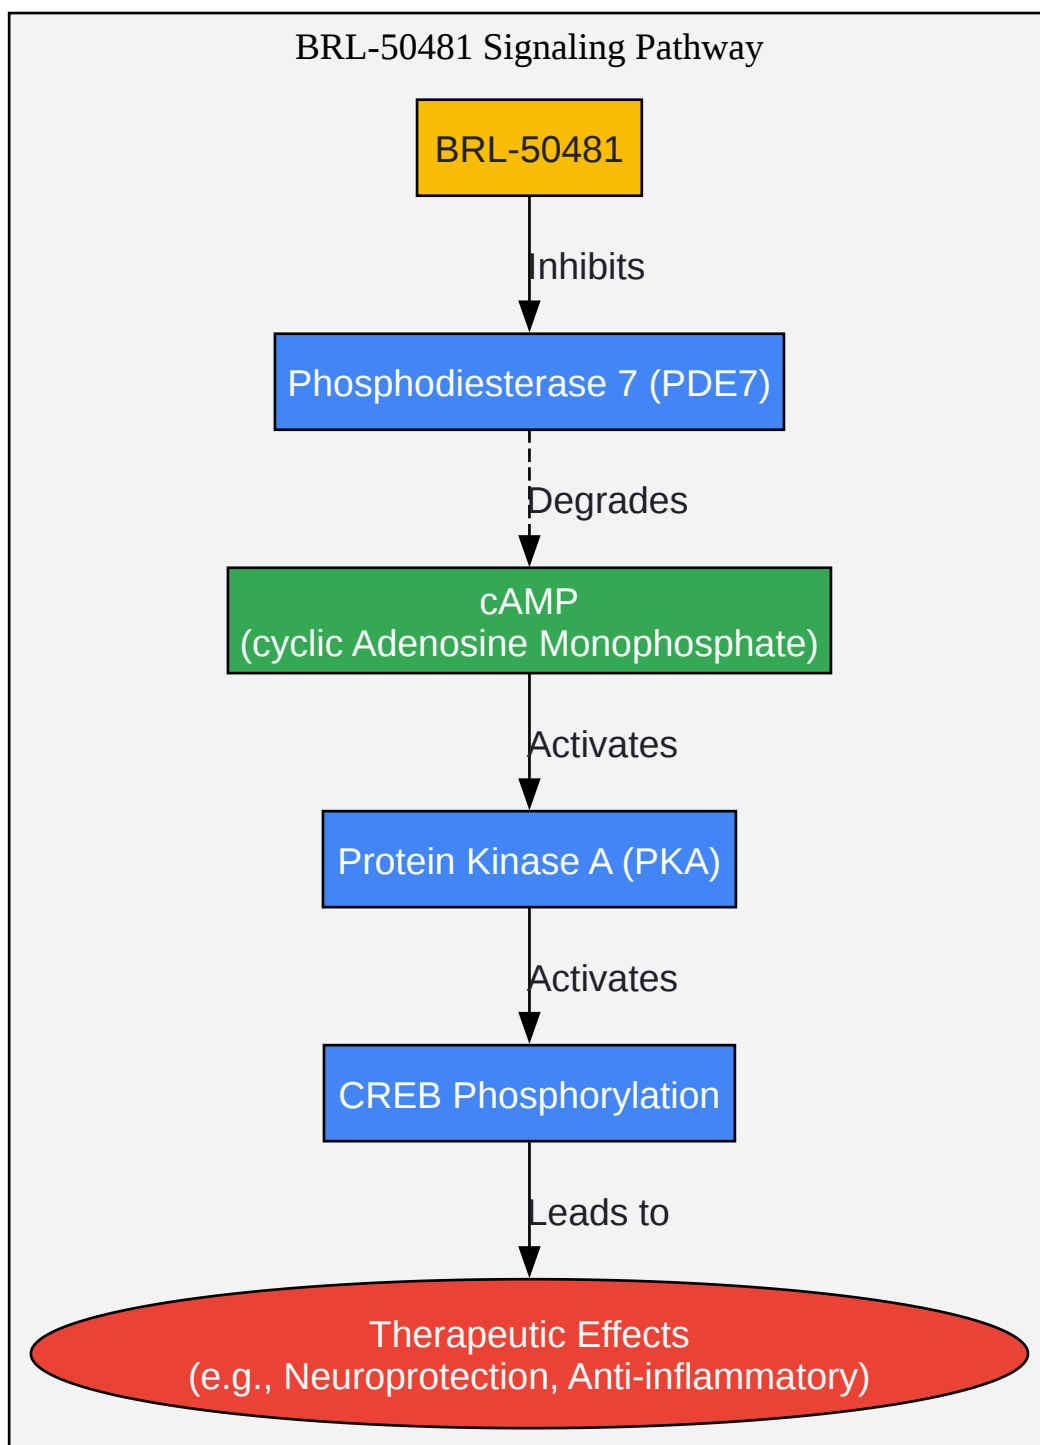 BRL-50481 Signaling Pathway
BRL-50481
Inhibits
Phosphodiesterase 7 (PDE7)
Degrades
cAMP
(cyclic Adenosine Monophosphate)
Activates
Protein Kinase A (PKA)
Activates
CREB Phosphorylation
Leads to
Therapeutic Effects
(e.g., Neuroprotection, Anti-inflammatory)